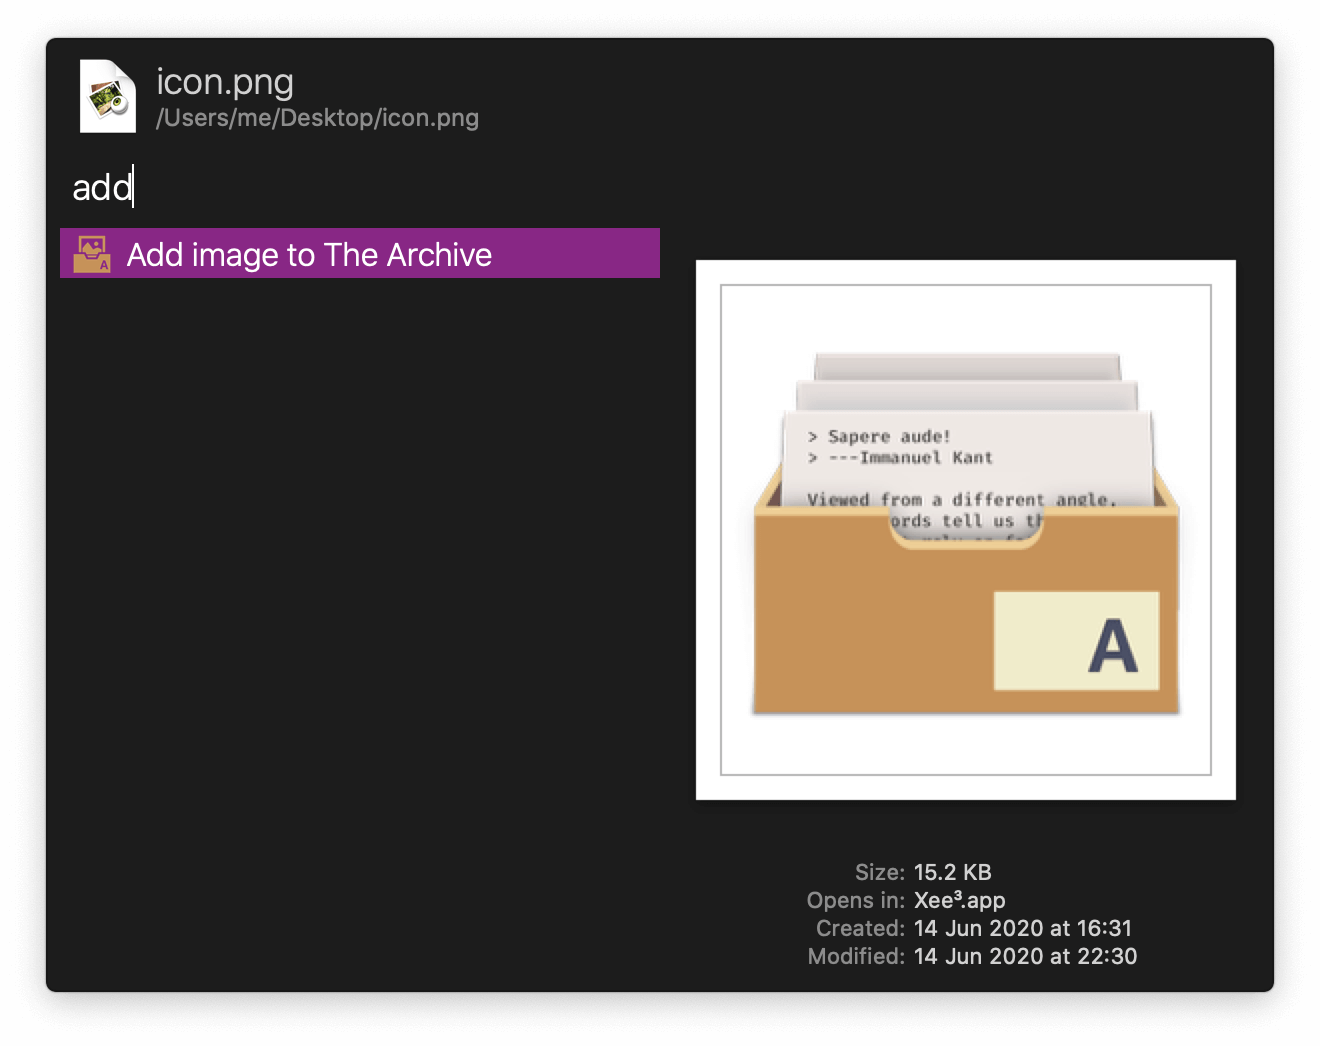 icon.png
/Users/me/Desktop/icon.png
add
Add image to The Archive
A
> Sapere aude!
> ---Immanuel Kant
Viewed from a different angle,
ords tell us th
A
Size: 15.2 KB
Opens in: Xee³.app
Created: 14 Jun 2020 at 16:31
Modified: 14 Jun 2020 at 22:30